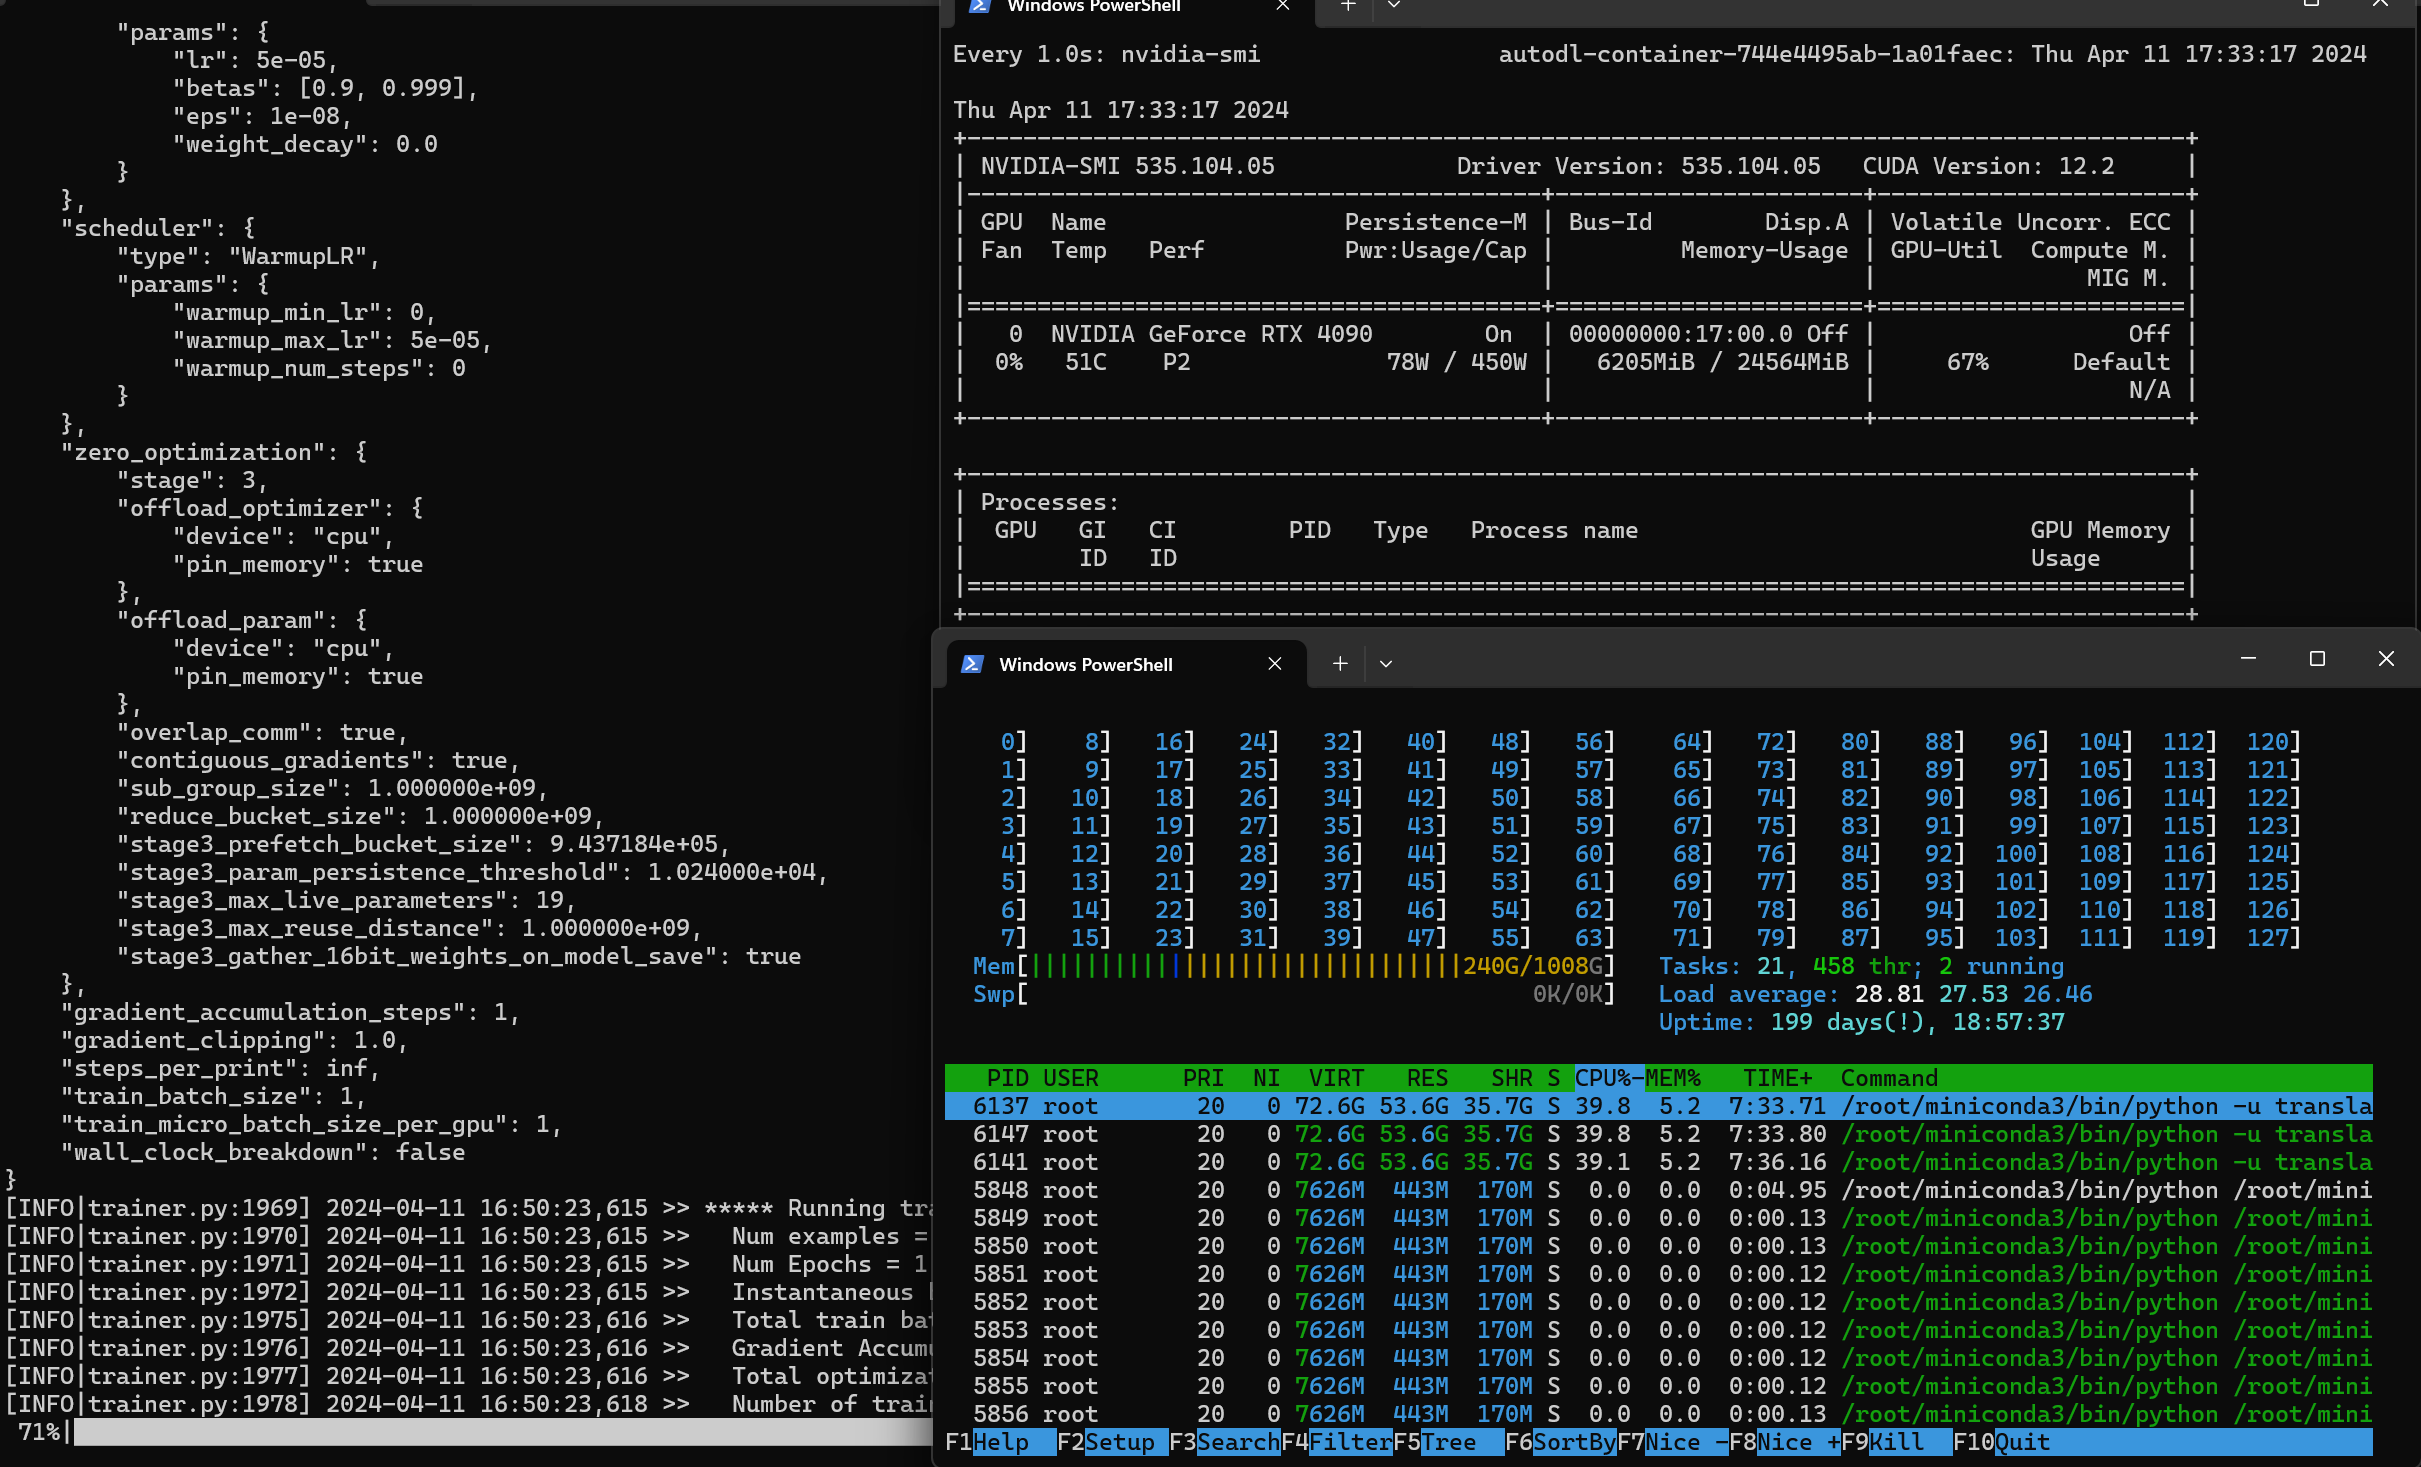 "params": {
"lr": 5e-05,
"betas": [0.9, 0.999],
"eps": 1e-08,
"weight_decay": 0.0
}
},
"scheduler": {
"type": "WarmupLR",
"params": {
"warmup_min_lr": 0,
"warmup_max_lr": 5e-05,
"warmup_num_steps": 0
}
},
"zero_optimization": {
"stage": 3,
"offload_optimizer": {
"device": "cpu",
"pin_memory": true
},
"offload_param": {
"device": "cpu",
"pin_memory": true
},
"overlap_comm": true,
"contiguous_gradients": true,
"sub_group_size": 1.000000e+09,
"reduce_bucket_size": 1.000000e+09,
"stage3_prefetch_bucket_size": 9.437184e+05,
"stage3_param_persistence_threshold": 1.024000e+04,
"stage3_max_live_parameters": 19,
"stage3_max_reuse_distance": 1.000000e+09,
"stage3_gather_16bit_weights_on_model_save": true
},
"gradient_accumulation_steps": 1,
"gradient_clipping": 1.0,
"steps_per_print": inf,
"train_batch_size": 1,
"train_micro_batch_size_per_gpu": 1,
"wall_clock_breakdown": false
}
[INFO|trainer.py:1969] 2024-04-11 16:50:23,615 >> ***** Running tra
[INFO|trainer.py:1970] 2024-04-11 16:50:23,615 >> Num examples =
[INFO|trainer.py:1971] 2024-04-11 16:50:23,615 >> Num Epochs = 1
[INFO|trainer.py:1972] 2024-04-11 16:50:23,615 >> Instantaneous
[INFO|trainer.py:1975] 2024-04-11 16:50:23,616 >> Total train bat
[INFO|trainer.py:1976] 2024-04-11 16:50:23,616 >> Gradient Accumu
[INFO|trainer.py:1977] 2024-04-11 16:50:23,616 >> Total optimizat
[INFO|trainer.py:1978] 2024-04-11 16:50:23,618 >> Number of train
71%|
Windows PowerShell
Every 1.0s: nvidia-smi autodl-container-744e4495ab-1a01faec: Thu Apr 11 17:33:17 2024
Thu Apr 11 17:33:17 2024
NVIDIA-SMI 535.104.05 Driver Version: 535.104.05 CUDA Version: 12.2
GPU Name Persistence-M | Bus-Id Disp.A | Volatile Uncorr. ECC
Fan Temp Perf Pwr:Usage/Cap | Memory-Usage | GPU-Util Compute M.
MIG M.
0 NVIDIA GeForce RTX 4090 On | 00000000:17:00.0 Off | Off
0% 51C P2 78W / 450W | 6205MiB / 24564MiB | 67% Default
N/A
Processes:
GPU GI CI PID Type Process name GPU Memory
ID ID Usage
Windows PowerShell
0] 8] 16] 24] 32] 40] 48] 56] 64] 72] 80] 88] 96] 104] 112] 120]
1] 9] 17] 25] 33] 41] 49] 57] 65] 73] 81] 89] 97] 105] 113] 121]
2] 10] 18] 26] 34] 42] 50] 58] 66] 74] 82] 90] 98] 106] 114] 122]
3] 11] 19] 27] 35] 43] 51] 59] 67] 75] 83] 91] 99] 107] 115] 123]
4] 12] 20] 28] 36] 44] 52] 60] 68] 76] 84] 92] 100] 108] 116] 124]
5] 13] 21] 29] 37] 45] 53] 61] 69] 77] 85] 93] 101] 109] 117] 125]
6] 14] 22] 30] 38] 46] 54] 62] 70] 78] 86] 94] 102] 110] 118] 126]
7] 15] 23] 31] 39] 47] 55] 63] 71] 79] 87] 95] 103] 111] 119] 127]
Mem[240G/1008G] Tasks: 21, 458 thr; 2 running
Swp[0K/0K] Load average: 28.81 27.53 26.46
Uptime: 199 days(!), 18:57:37
PID USER PRI NI VIRT RES SHR S CPU%-MEM% TIME+ Command
6137 root 20 0 72.6G 53.6G 35.7G S 39.8 5.2 7:33.71 /root/miniconda3/bin/python -u transla
6147 root 20 0 72.6G 53.6G 35.7G S 39.8 5.2 7:33.80 /root/miniconda3/bin/python -u transla
6141 root 20 0 72.6G 53.6G 35.7G S 39.1 5.2 7:36.16 /root/miniconda3/bin/python -u transla
5848 root 20 0 7626M 443M 170M S 0.0 0.0 0:04.95 /root/miniconda3/bin/python /root/mini
5849 root 20 0 7626M 443M 170M S 0.0 0.0 0:00.13 /root/miniconda3/bin/python /root/mini
5850 root 20 0 7626M 443M 170M S 0.0 0.0 0:00.13 /root/miniconda3/bin/python /root/mini
5851 root 20 0 7626M 443M 170M S 0.0 0.0 0:00.12 /root/miniconda3/bin/python /root/mini
5852 root 20 0 7626M 443M 170M S 0.0 0.0 0:00.12 /root/miniconda3/bin/python /root/mini
5853 root 20 0 7626M 443M 170M S 0.0 0.0 0:00.12 /root/miniconda3/bin/python /root/mini
5854 root 20 0 7626M 443M 170M S 0.0 0.0 0:00.12 /root/miniconda3/bin/python /root/mini
5855 root 20 0 7626M 443M 170M S 0.0 0.0 0:00.12 /root/miniconda3/bin/python /root/mini
5856 root 20 0 7626M 443M 170M S 0.0 0.0 0:00.13 /root/miniconda3/bin/python /root/mini
F1Help F2Setup F3SearchF4FilterF5Tree F6SortByF7Nice -F8Nice +F9Kill F10Quit